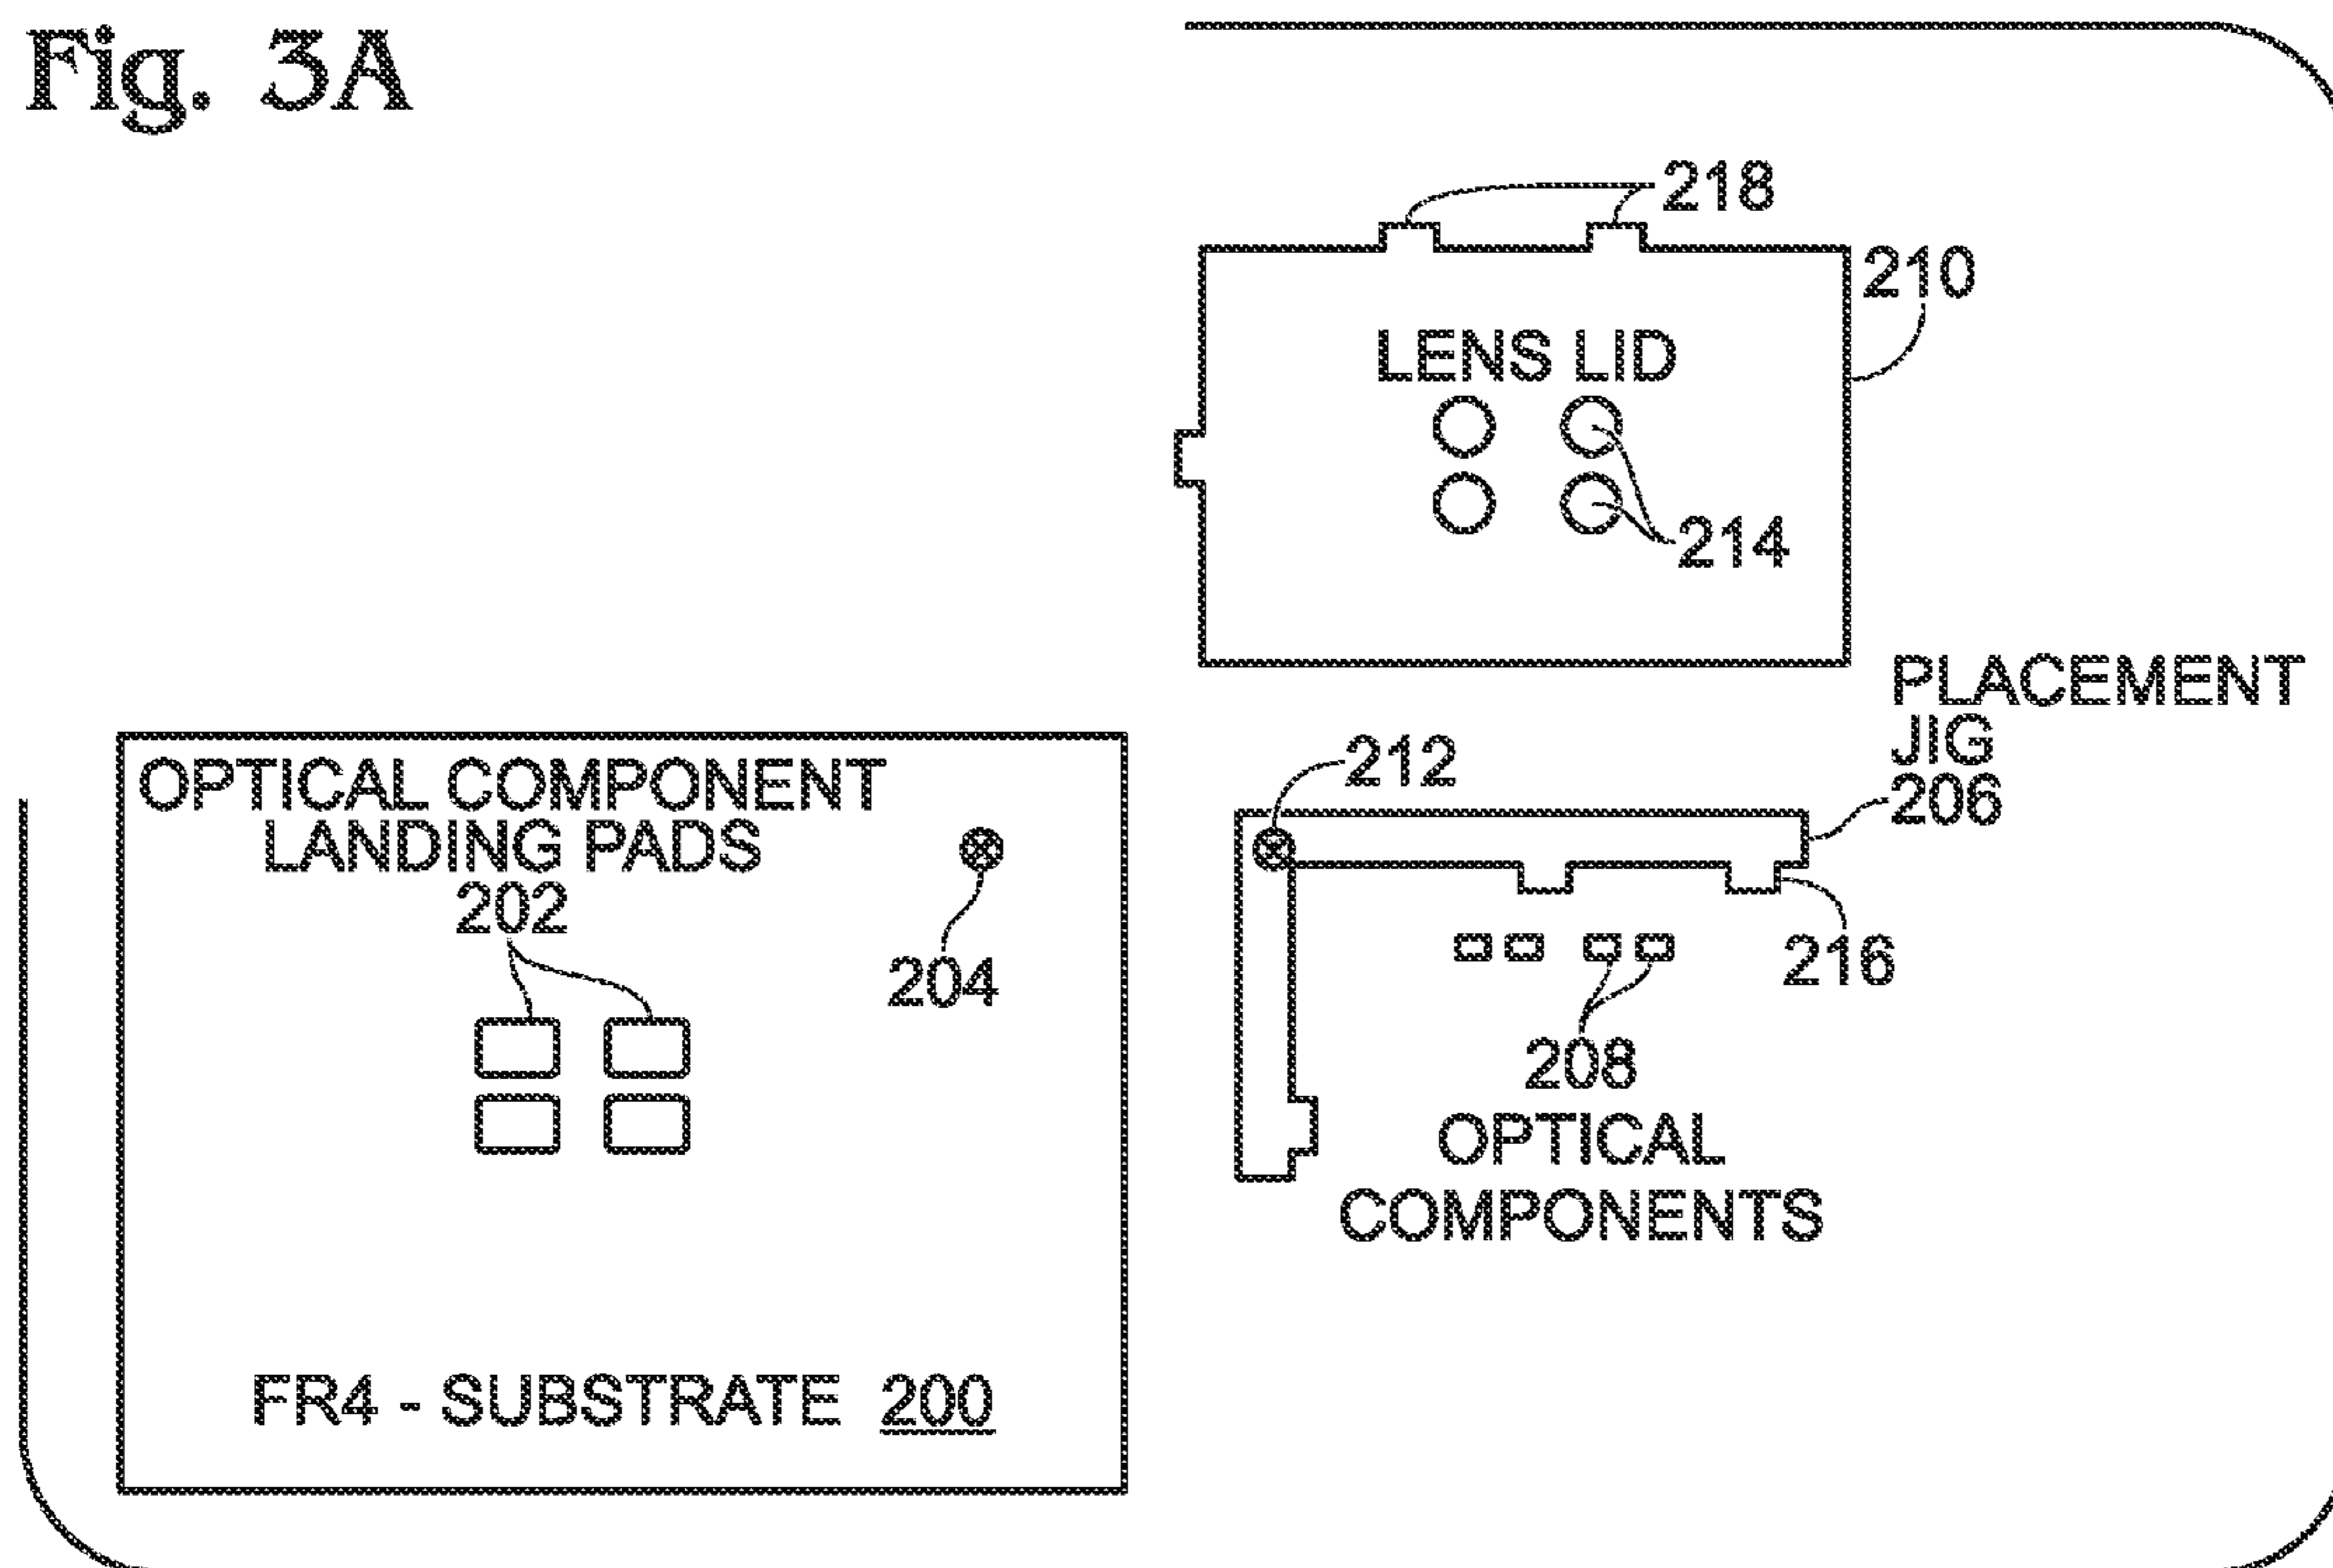 Fig. 3A
218
210
LENS LID
214
PLACEMENT
JIG
206
212
216
208
OPTICAL
COMPONENTS
OPTICAL COMPONENT
LANDING PADS
202
204
FR4 - SUBSTRATE 200